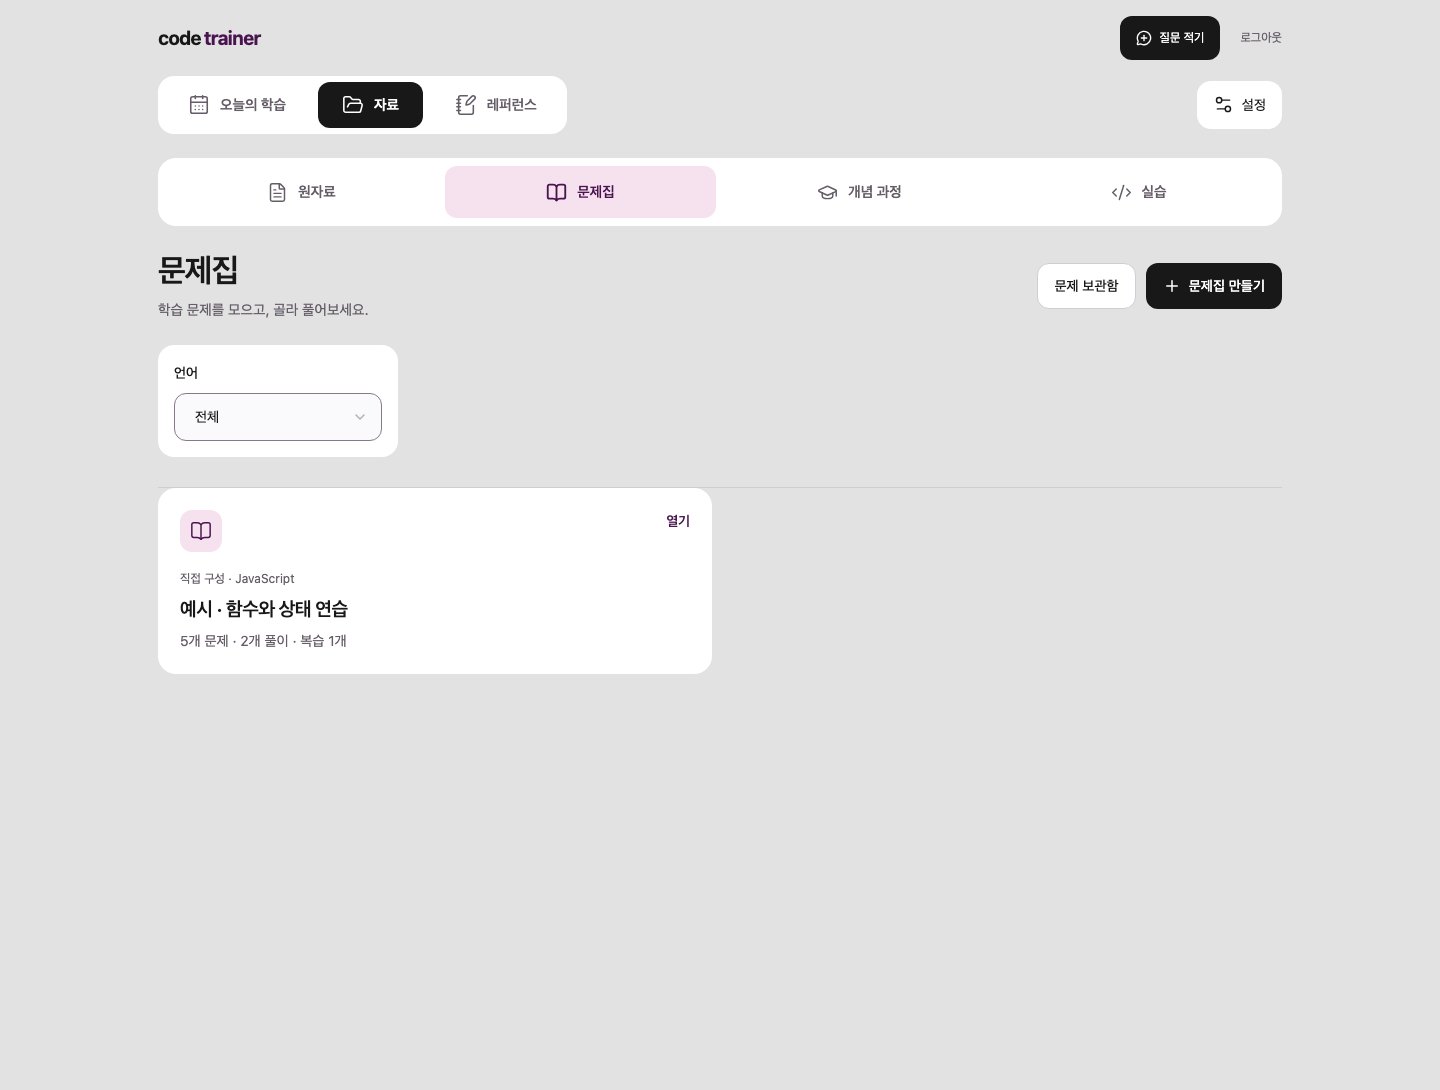 code trainer
질문 적기
로그아웃
오늘의 학습
자료
레퍼런스
설정
원자료
문제집
개념 과정
실습
문제집
학습 문제를 모으고, 골라 풀어보세요.
문제 보관함
문제집 만들기
언어
전체
열기
직접 구성 · JavaScript
예시 · 함수와 상태 연습
5개 문제 · 2개 풀이 · 복습 1개